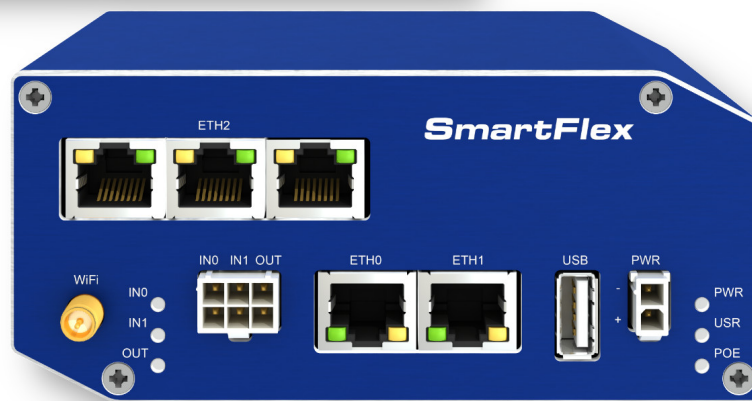 ETH2
SmartFlex
IN0 IN1 OUT
ETH0
ETH1
USB
PWR
WiFi
IN0
IN1
OUT
-
+
PWR
USR
POE